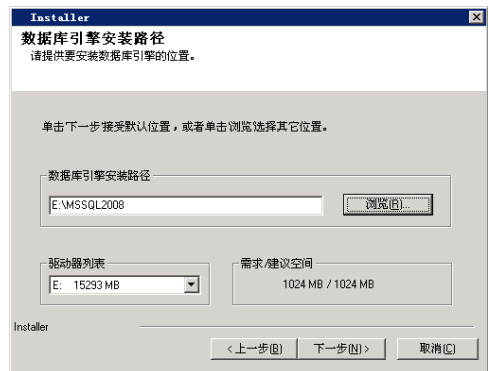 Installer
数据库引擎安装路径
请提供要安装数据库引擎的位置。
单击'下一步'接受默认位置，或者单击'浏览'选择其它位置。
数据库引擎安装路径
E:\MSSQL2008
浏览(R)...
驱动器列表
需求/建议空间
E: 15293 MB
1024 MB / 1024 MB
Installer
<上一步(B)
下一步(N)>
取消(C)